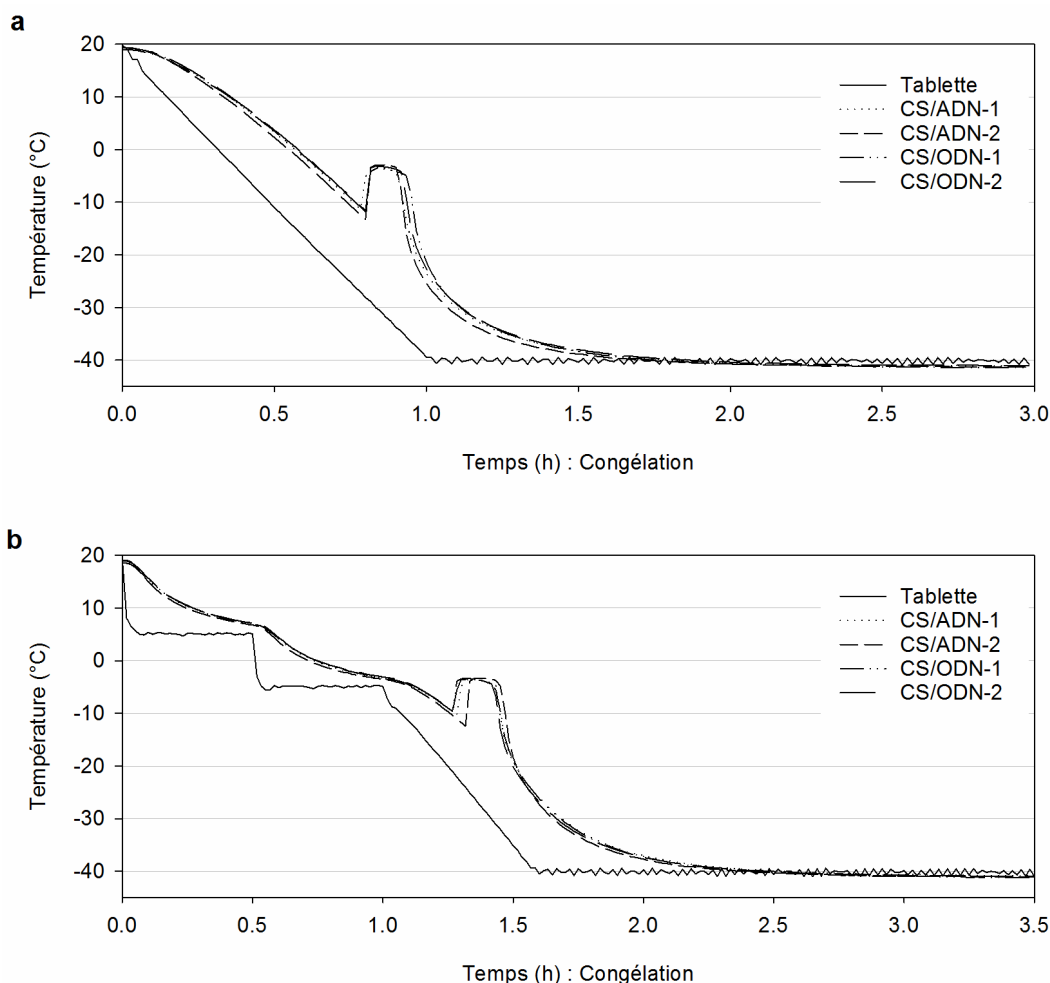 a
Température (°C)
20
10
0
-10
-20
-30
-40
Tablette
CS/ADN-1
CS/ADN-2
CS/ODN-1
CS/ODN-2
0.0 0.5 1.0 1.5 2.0 2.5 3.0
Temps (h) : Congélation
b
Température (°C)
20
10
0
-10
-20
-30
-40
Tablette
CS/ADN-1
CS/ADN-2
CS/ODN-1
CS/ODN-2
0.0 0.5 1.0 1.5 2.0 2.5 3.0 3.5
Temps (h) : Congélation